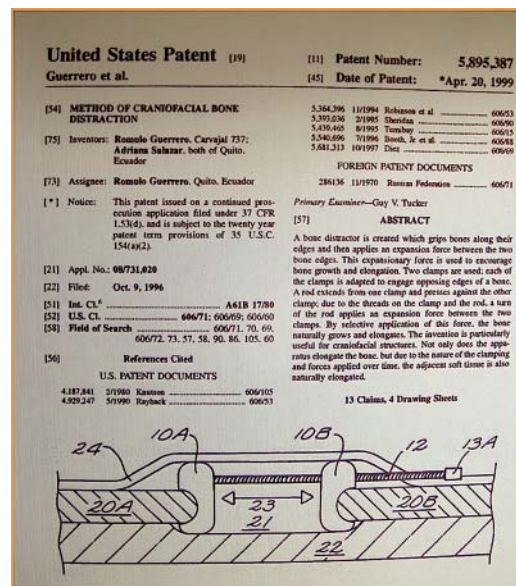 United States Patent [19]
Guerrero et al.
[11] Patent Number: 5,895,387
[45] Date of Patent: *Apr. 20, 1999
[54] METHOD OF CRANIOFACIAL BONE
DISTRACTION
[75] Inventors: Romulo Guerrero, Carvajal 737;
Adriana Salazar, both of Quito,
Ecuador
[73] Assignee: Romulo Guerrero, Quito, Ecuador
[*] Notice: This patent issued on a continued pros-
ecution application filed under 37 CFR
1.53(d), and is subject to the twenty year
patent term provisions of 35 U.S.C.
154(a)(2).
[21] Appl. No.: 08/731,020
[22] Filed: Oct. 9, 1996
[51] Int. Cl.6 ........ A61B 17/80
[52] U.S. Cl. ........ 606/71; 606/69; 606/60
[58] Field of Search ........ 606/71, 70, 69,
606/72, 73, 57, 58, 90, 86, 105, 60
[56] References Cited
U.S. PATENT DOCUMENTS
4,187,841 2/1980 Knutson ........ 606/105
4,929,247 5/1990 Rayhack ........ 606/53
5,364,396 11/1994 Robinson et al. ........ 606/53
5,393,036 2/1995 Sheridan ........ 606/90
5,439,465 8/1995 Tumibay ........ 606/15
5,540,696 7/1996 Booth, Jr. et al. ........ 606/88
5,681,313 10/1997 Diez ........ 606/69
FOREIGN PATENT DOCUMENTS
286136 11/1970 Russian Federation ........ 606/71
Primary Examiner—Guy V. Tucker
[57] ABSTRACT
A bone distractor is created which grips bones along their
edges and then applies an expansion force between the two
bone edges. This expansionary force is used to encourage
bone growth and elongation. Two clamps are used; each of
the clamps is adapted to engage opposing edges of a bone.
A rod extends from one clamp and presses against the other
clamp; due to the threads on the clamp and the rod, a turn
of the rod applies an expansion force between the two
clamps. By selective application of this force, the bone
naturally grows and elongates. The invention is particularly
useful for craniofacial structures. Not only does the appa-
ratus elongate the bone, but due to the nature of the clamping
and forces applied over time, the adjacent soft tissue is also
naturally elongated.
13 Claims, 4 Drawing Sheets
10A 10B 12 13A
24
20A 23 20B
21
22